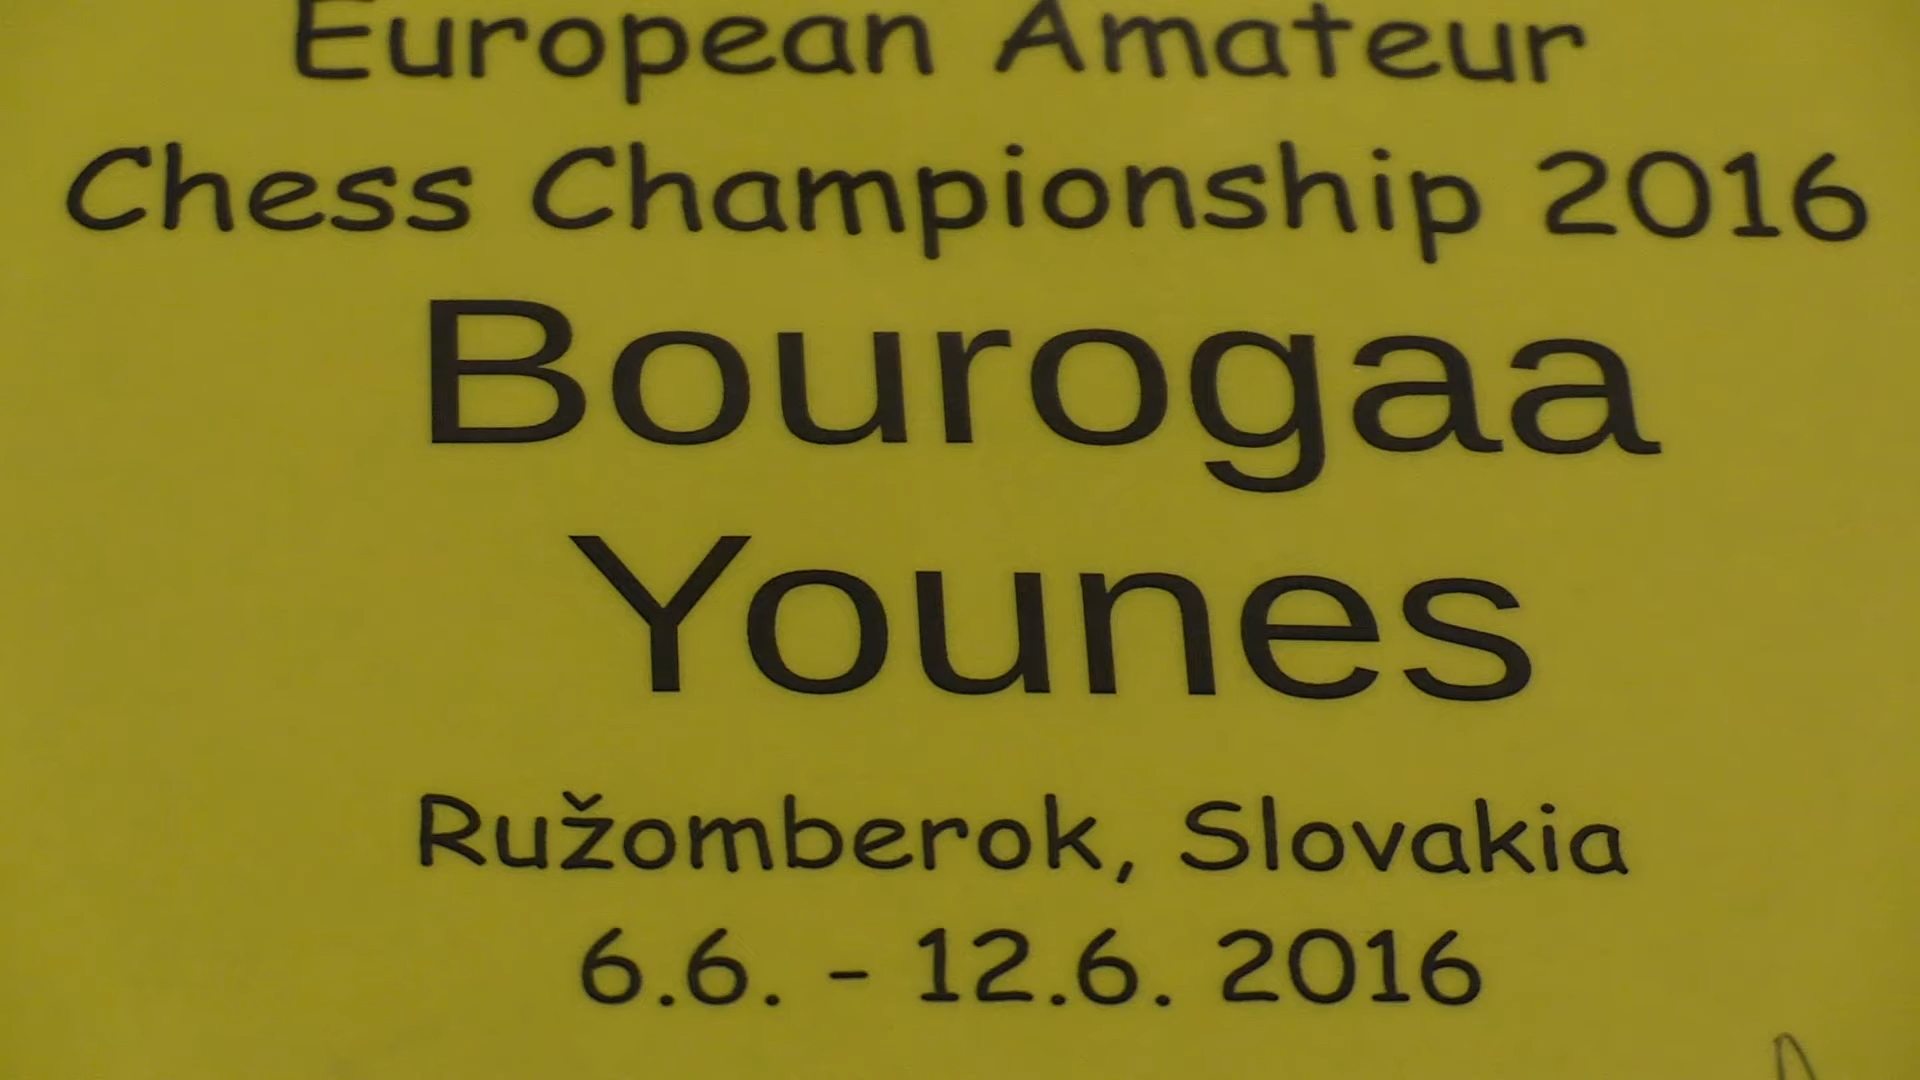 European Amateur
Chess Championship 2016
Bourogaa
Younes
Ružomberok, Slovakia
6.6. - 12.6. 2016